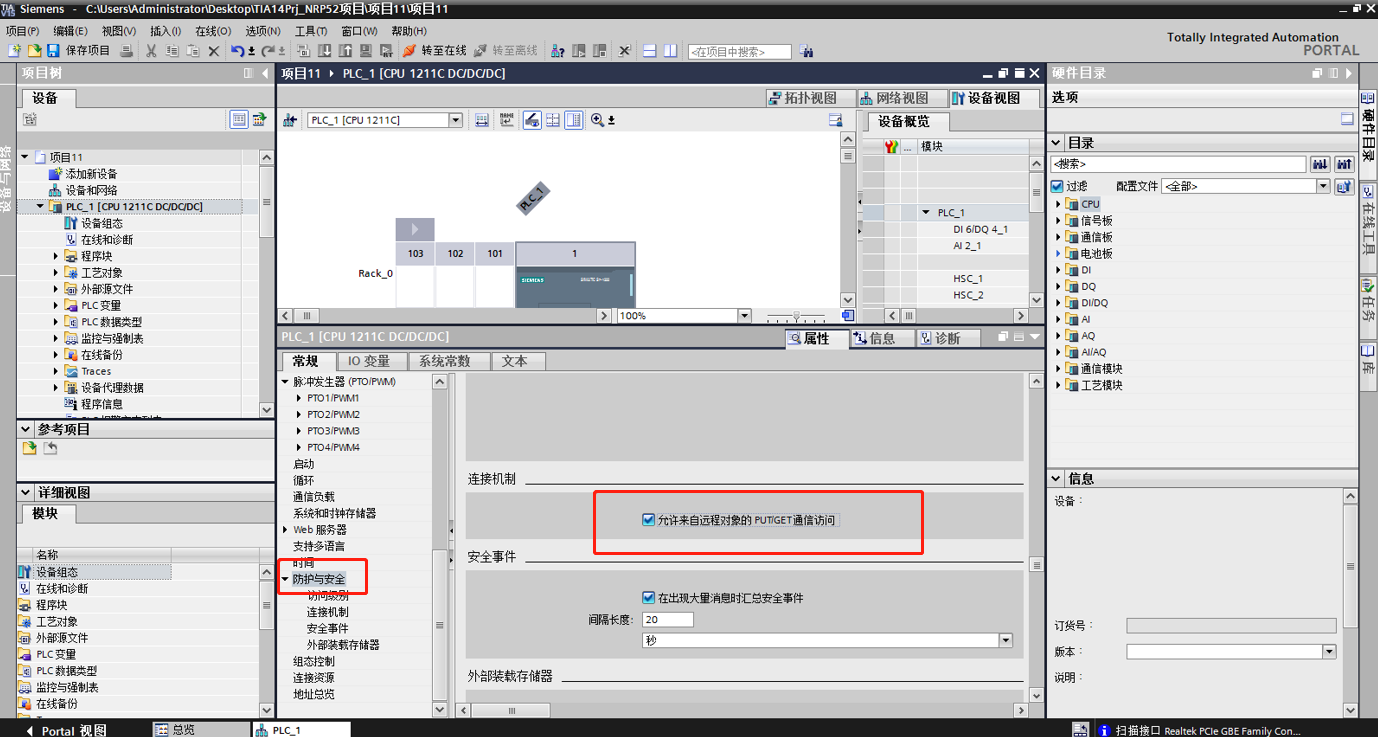 Siemens - C:\Users\Administrator\Desktop\TIA14Prj_NRP52项目\项目11\项目11
项目(P) 编辑(E) 视图(V) 插入(I) 在线(O) 选项(N) 工具(T) 窗口(W) 帮助(H)
Totally Integrated Automation
PORTAL
保存项目 转至在线 转至离线 <在项目中搜索>
项目树
设备
设备与网络
项目11
添加新设备
设备和网络
PLC_1 [CPU 1211C DC/DC/DC]
设备组态
在线和诊断
程序块
工艺对象
外部源文件
PLC 变量
PLC 数据类型
监控与强制表
在线备份
Traces
设备代理数据
程序信息
参考项目
详细视图
模块
名称
设备组态
在线和诊断
程序块
工艺对象
外部源文件
PLC 变量
PLC 数据类型
监控与强制表
在线备份
项目11 PLC_1 [CPU 1211C DC/DC/DC]
拓扑视图 网络视图 设备视图
PLC_1 [CPU 1211C]
PLC_1
103 102 101 1
Rack_0
SIEMENS
100%
设备概览
... 模块
PLC_1
DI 6/DQ 4_1
AI 2_1
HSC_1
HSC_2
PLC_1 [CPU 1211C DC/DC/DC]
属性 信息 诊断
常规 IO 变量 系统常数 文本
脉冲发生器 (PTO/PWM)
PTO1/PWM1
PTO2/PWM2
PTO3/PWM3
PTO4/PWM4
启动
循环
通信负载
系统和时钟存储器
Web 服务器
支持多语言
时间
防护与安全
访问级别
连接机制
安全事件
外部装载存储器
组态控制
连接资源
地址总览
连接机制
允许来自远程对象的 PUT/GET 通信访问
安全事件
在出现大量消息时汇总安全事件
间隔长度: 20
秒
外部装载存储器
硬件目录
选项
目录
<搜索>
过滤 配置文件 <全部>
CPU
信号板
通信板
电池板
DI
DQ
DI/DQ
AI
AQ
AI/AQ
通信模块
工艺模块
信息
设备：
订货号：
版本：
说明：
硬件目录
在线工具
任务
库
Portal 视图 总览 PLC_1
扫描接口 Realtek PCIe GBE Family Con...